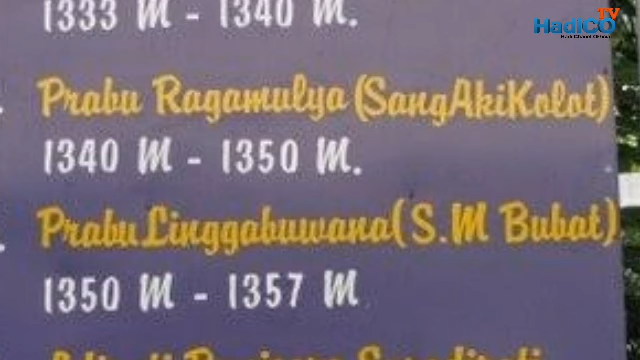 HadiCO TV
1333 M - 1340 M.
Prabu Ragamulya (SangAkiKolot)
1340 M - 1350 M.
Prabu Linggabuwana (S.M Bubat)
1350 M - 1357 M